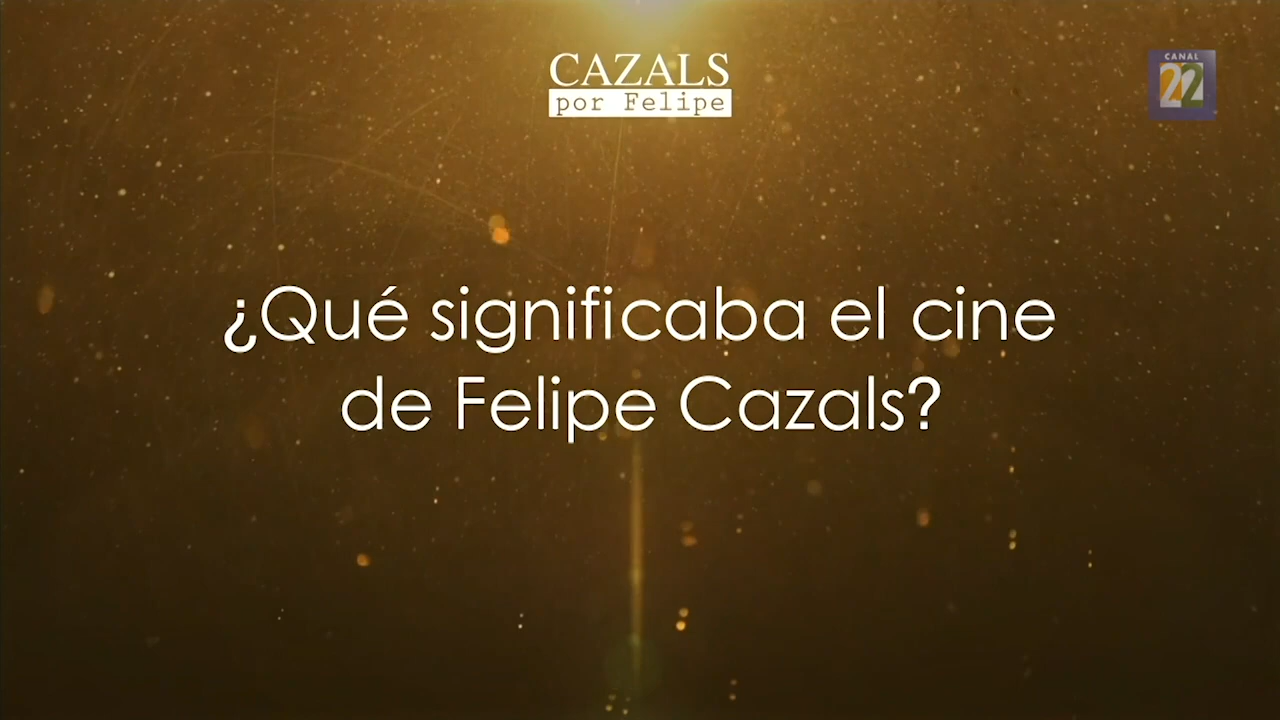 CAZALS
por Felipe
CANAL
22
¿Qué significaba el cine
de Felipe Cazals?